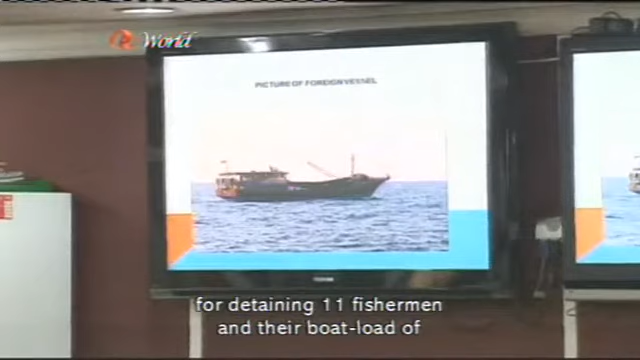 World
PICTURE OF FOREIGN VESSEL
for detaining 11 fishermen
and their boat-load of